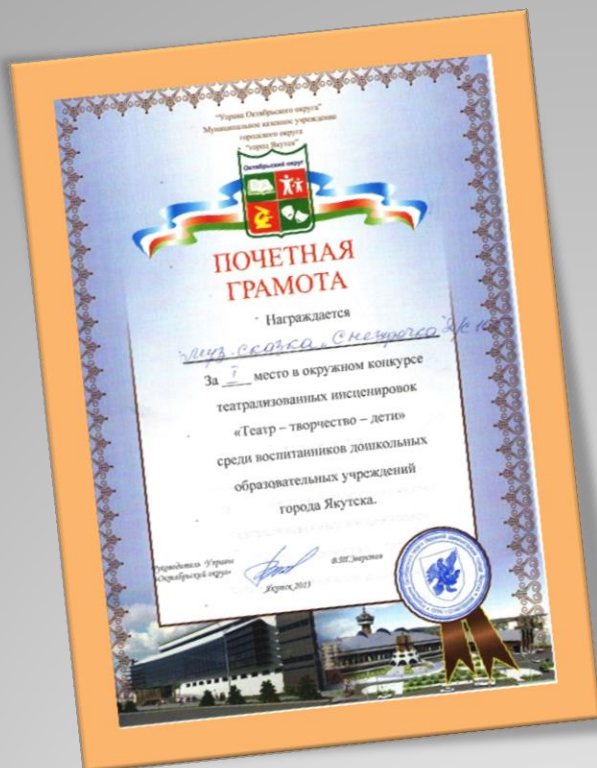 "Управа Октябрьского округа"
Муниципальное казенное учреждение
городского округа
"город Якутск"
Октябрьский округ
ПОЧЕТНАЯ
ГРАМОТА
Награждается
муз. сказка „Снегурочка" д/с
За I место в окружном конкурсе
театрализованных инсценировок
«Театр – творчество – дети»
среди воспитанников дошкольных
образовательных учреждений
города Якутска.
Руководитель Управы
«Октябрьский округ»
Якутск 2013